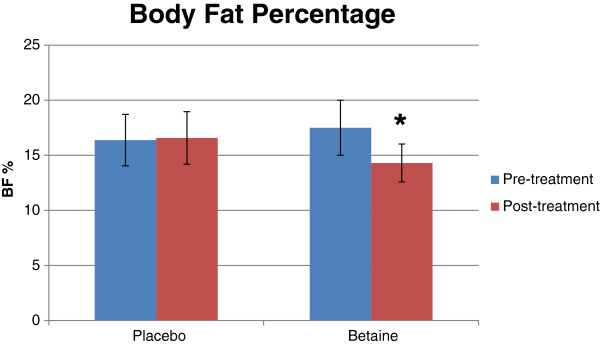 Body Fat Percentage
25
20
15
10
5
0
BF %
*
Placebo
Betaine
Pre-treatment
Post-treatment